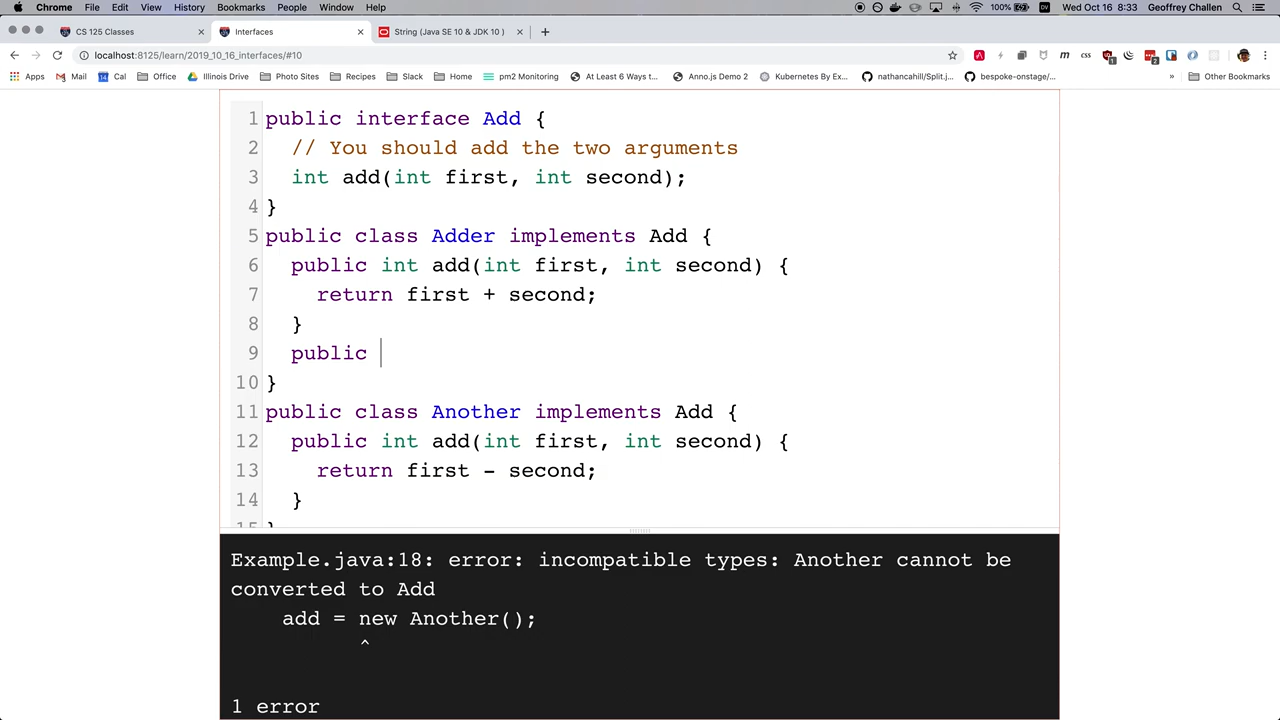 Chrome File Edit View History Bookmarks People Window Help 100% DV Wed Oct 16 8:33 Geoffrey Challen
CS 125 Classes × Interfaces × String (Java SE 10 & JDK 10 ) × +
localhost:8125/learn/2019_10_16_interfaces/#10
Apps Mail Cal Office Illinois Drive Photo Sites Recipes Slack Home pm2 Monitoring At Least 6 Ways t... Anno.js Demo 2 Kubernetes By Ex... nathancahill/Split.j... bespoke-onstage/... » Other Bookmarks
1 public interface Add {
2 // You should add the two arguments
3 int add(int first, int second);
4 }
5 public class Adder implements Add {
6 public int add(int first, int second) {
7 return first + second;
8 }
9 public
10 }
11 public class Another implements Add {
12 public int add(int first, int second) {
13 return first - second;
14 }
15 }
Example.java:18: error: incompatible types: Another cannot be
converted to Add
add = new Another();
^
1 error